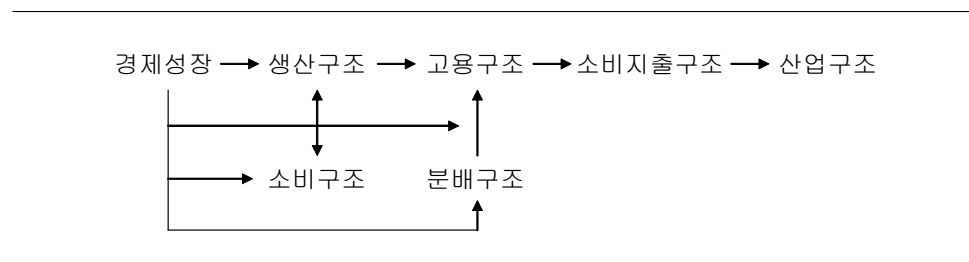 경제성장 → 생산구조 → 고용구조 → 소비지출구조 → 산업구조
소비구조 분배구조